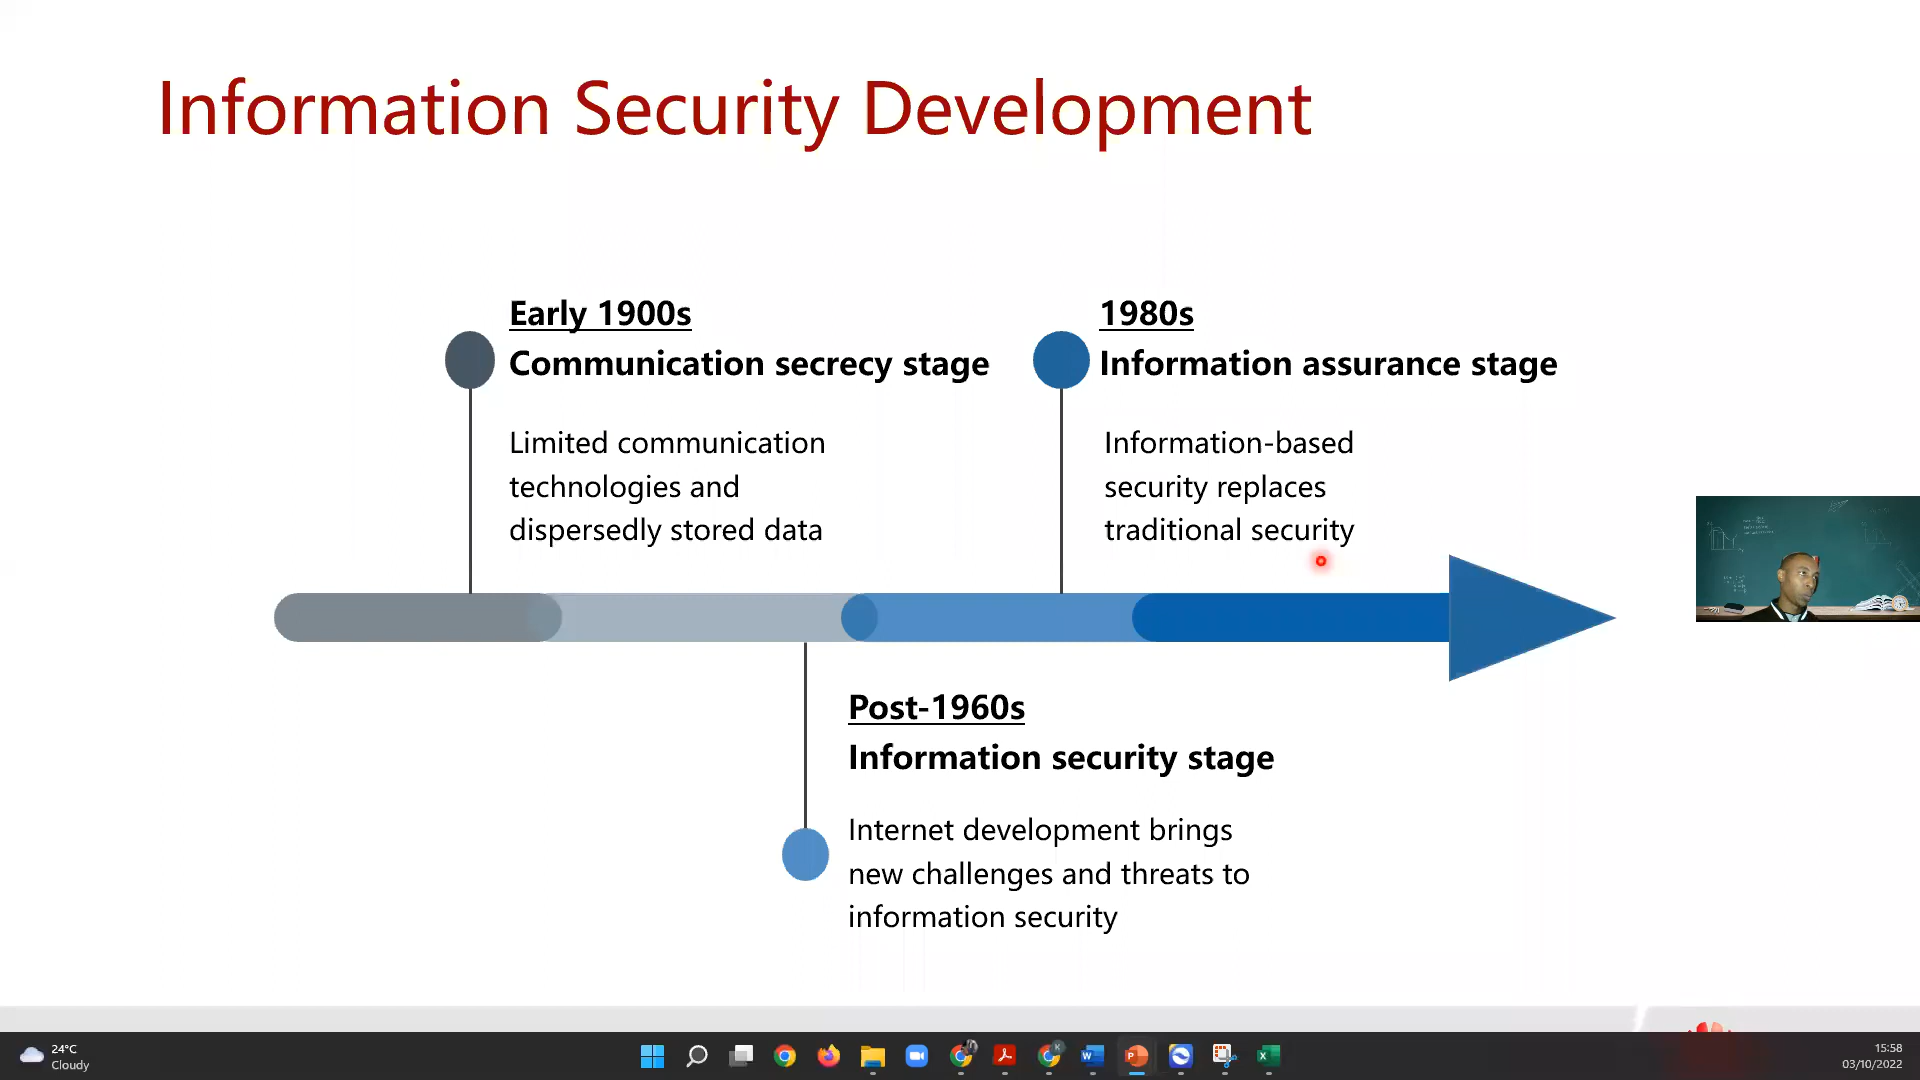 Information Security Development
Early 1900s
Communication secrecy stage
Limited communication
technologies and
dispersedly stored data
1980s
Information assurance stage
Information-based
security replaces
traditional security
Post-1960s
Information security stage
Internet development brings
new challenges and threats to
information security
24°C
Cloudy
15:58
03/10/2022